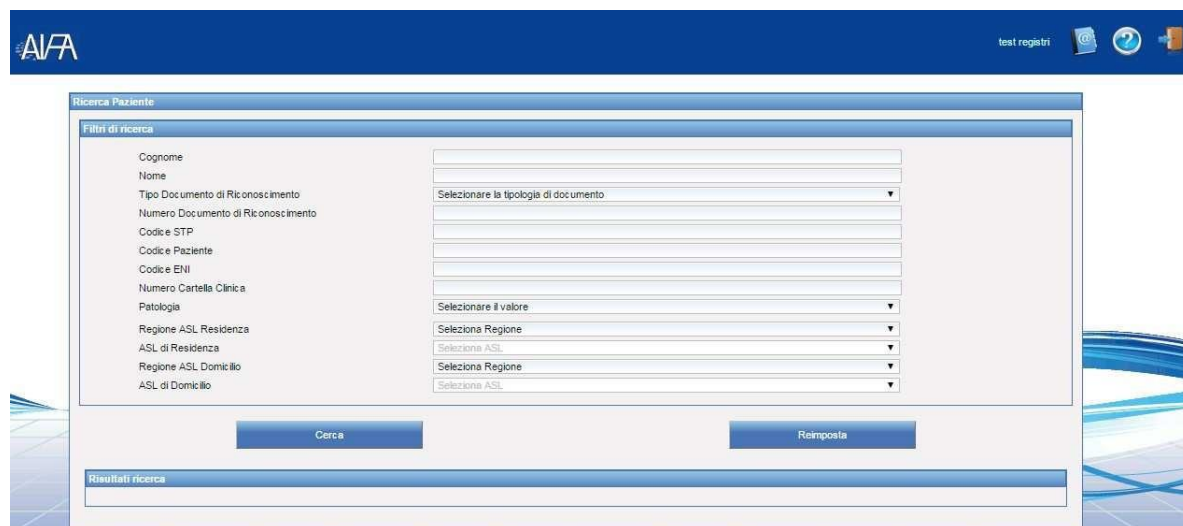 AIFA
test registri
Ricerca Paziente
Filtri di ricerca
Cognome
Nome
Tipo Documento di Riconoscimento Selezionare la tipologia di documento
Numero Documento di Riconoscimento
Codice STP
Codice Paziente
Codice ENI
Numero Cartella Clinica
Patologia Selezionare il valore
Regione ASL Residenza Seleziona Regione
ASL di Residenza Seleziona ASL
Regione ASL Domicilio Seleziona Regione
ASL di Domicilio Seleziona ASL
Cerca Reimposta
Risultati ricerca